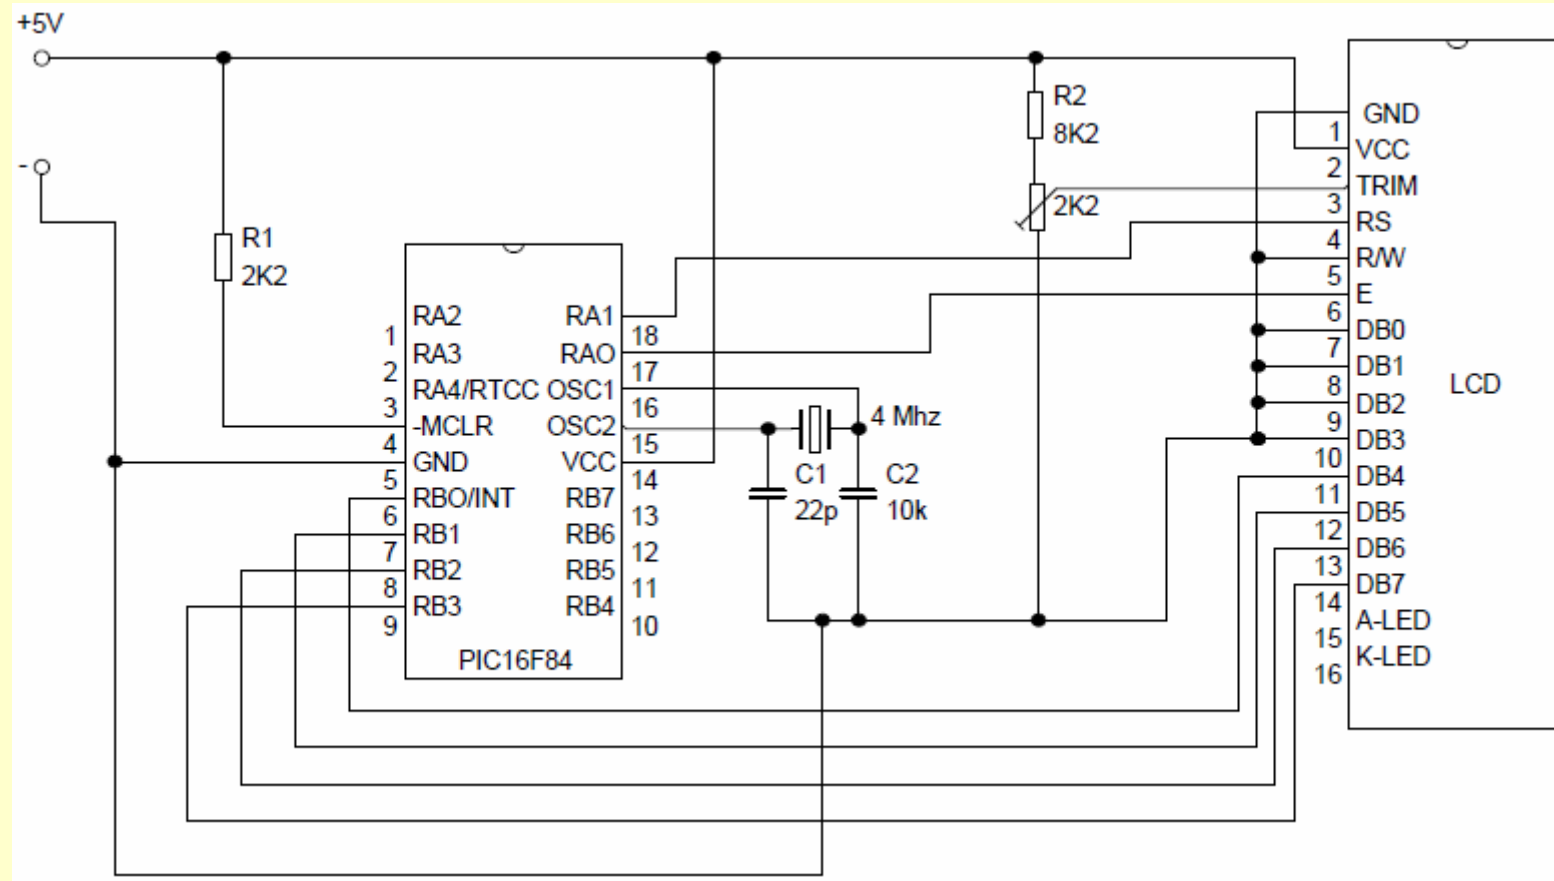 +5V
-
R1
2K2
R2
8K2
2K2
RA2
1
RA3
2
RA4/RTCC
3
-MCLR
4
GND
5
RBO/INT
6
RB1
7
RB2
8
RB3
9
RA1
18
RAO
17
OSC1
16
OSC2
15
VCC
14
RB7
13
RB6
12
RB5
11
RB4
10
PIC16F84
4 Mhz
C1
22p
C2
10k
GND
1
VCC
2
TRIM
3
RS
4
R/W
5
E
6
DB0
7
DB1
8
DB2
9
DB3
10
DB4
11
DB5
12
DB6
13
DB7
14
A-LED
15
K-LED
16
LCD